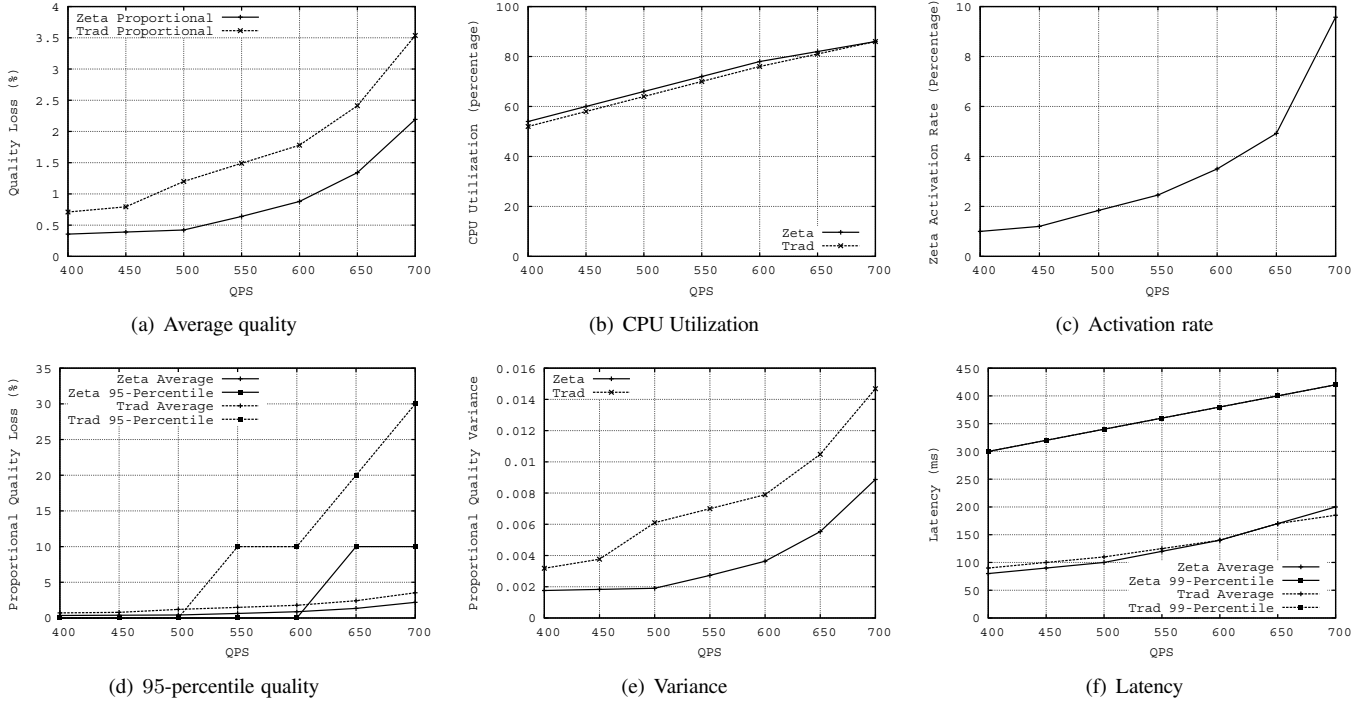 Quality Loss (%)
4
3.5
3
2.5
2
1.5
1
0.5
0
Zeta Proportional
Trad Proportional
400 450 500 550 600 650 700
QPS
(a) Average quality
CPU Utilization (percentage)
100
80
60
40
20
0
Zeta
Trad
400 450 500 550 600 650 700
QPS
(b) CPU Utilization
Zeta Activation Rate (Percentage)
10
8
6
4
2
0
400 450 500 550 600 650 700
QPS
(c) Activation rate
Proportional Quality Loss (%)
35
30
25
20
15
10
5
0
Zeta Average
Zeta 95-Percentile
Trad Average
Trad 95-Percentile
400 450 500 550 600 650 700
QPS
(d) 95-percentile quality
Proportional Quality Variance
0.016
0.014
0.012
0.01
0.008
0.006
0.004
0.002
0
Zeta
Trad
400 450 500 550 600 650 700
QPS
(e) Variance
Latency (ms)
450
400
350
300
250
200
150
100
50
0
Zeta Average
Zeta 99-Percentile
Trad Average
Trad 99-Percentile
400 450 500 550 600 650 700
QPS
(f) Latency